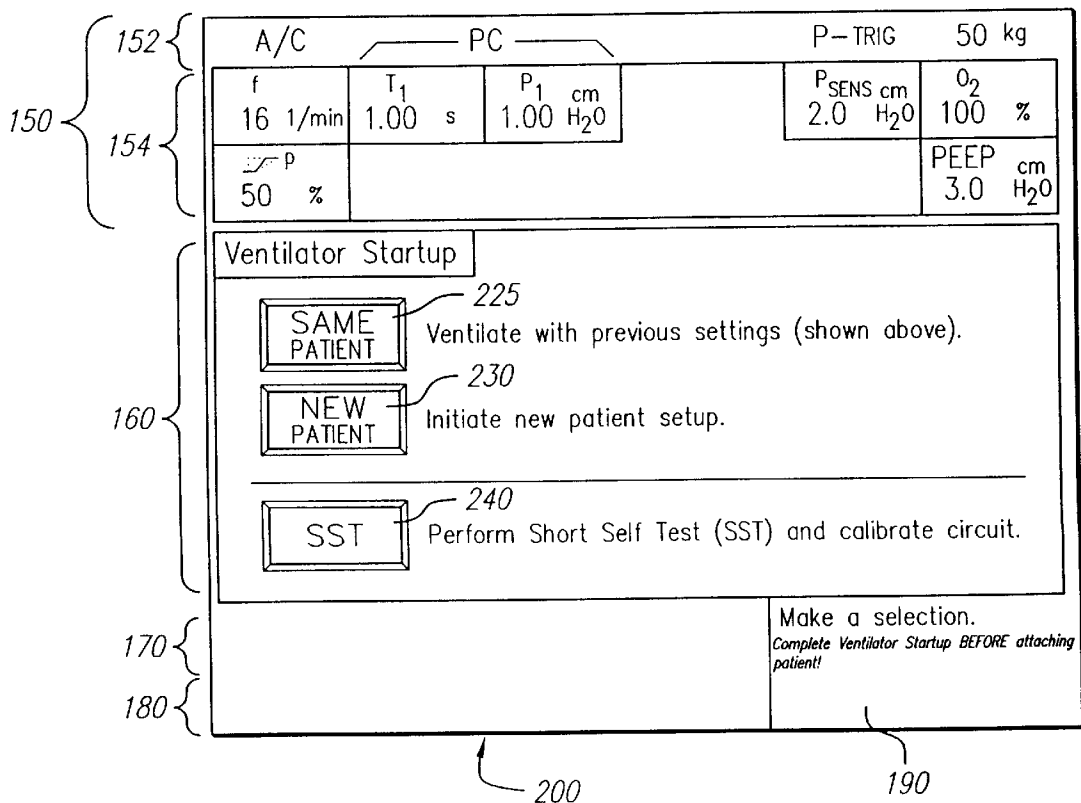 152 A/C PC P-TRIG 50 kg
150
154
f T1 P1 cm PSENS cm O2
16 1/min 1.00 s 1.00 H2O 2.0 H2O 100 %
P PEEP cm
50 % 3.0 H2O
160
Ventilator Startup
225
SAME
PATIENT
Ventilate with previous settings (shown above).
230
NEW
PATIENT
Initiate new patient setup.
240
SST
Perform Short Self Test (SST) and calibrate circuit.
170
Make a selection.
Complete Ventilator Startup BEFORE attaching
patient!
180
200
190